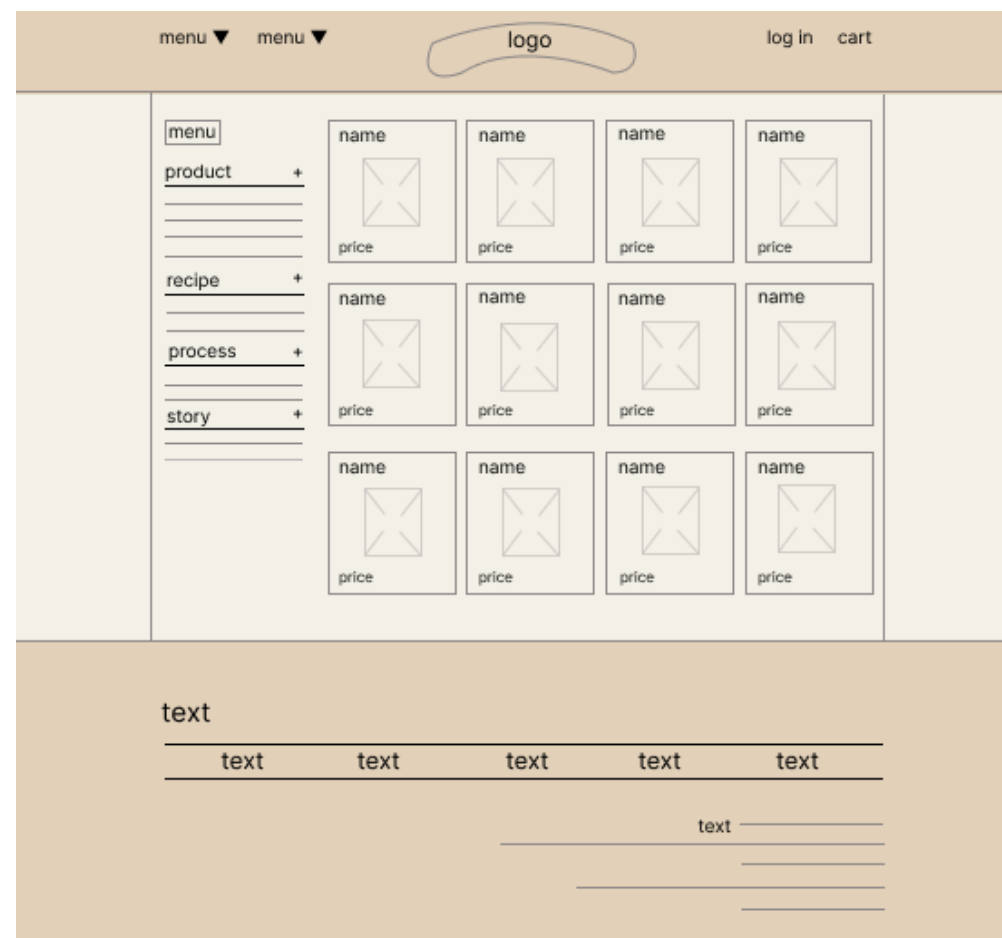 menu ▼ menu ▼ logo log in cart
menu
product +
recipe +
process +
story +
name name name name
price price price price
name name name name
price price price price
name name name name
price price price price
text
text text text text text
text